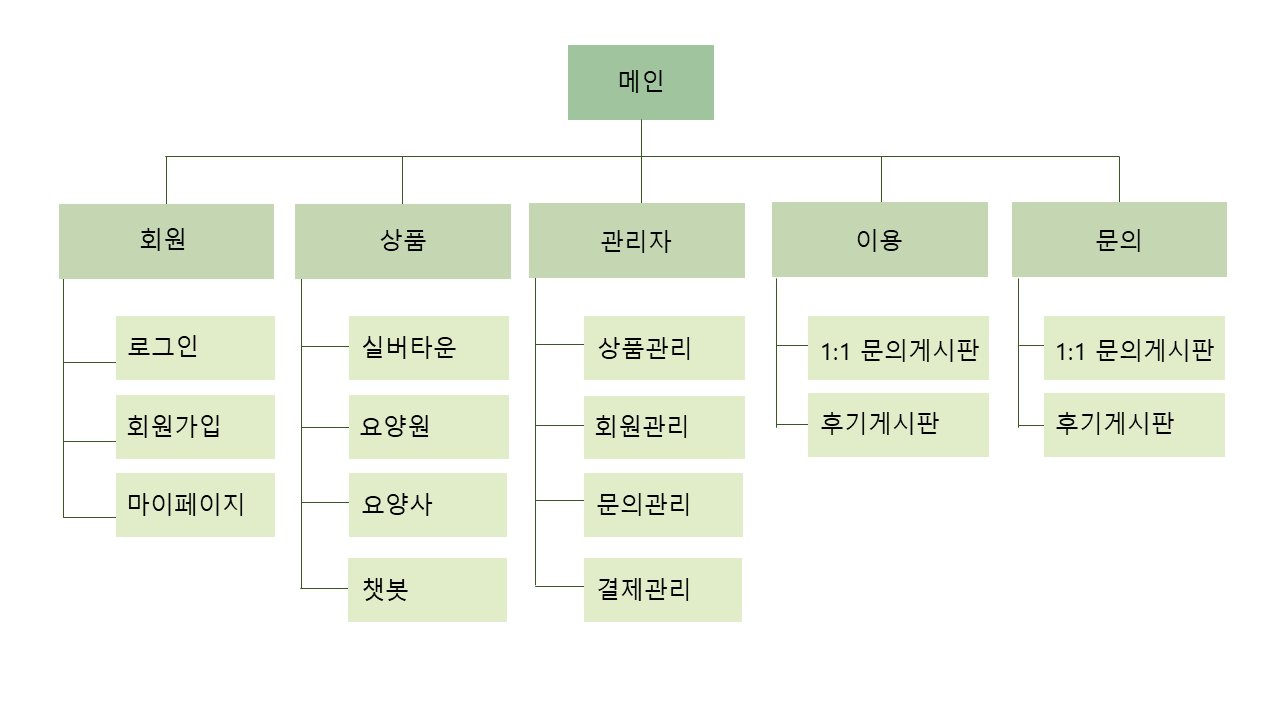 메인
회원
상품
관리자
이용
문의
로그인
회원가입
마이페이지
실버타운
요양원
요양사
챗봇
상품관리
회원관리
문의관리
결제관리
1:1 문의게시판
후기게시판
1:1 문의게시판
후기게시판